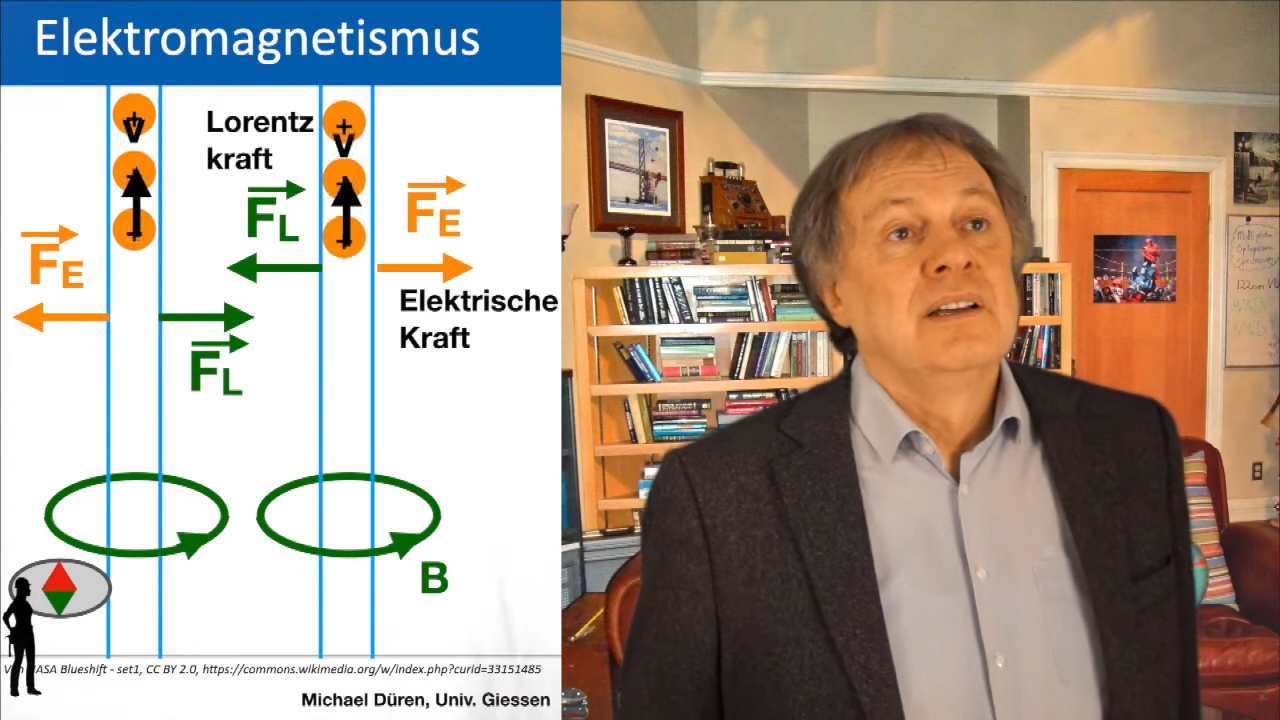 Elektromagnetismus
+
V
Lorentz
kraft
+
V
F_L
F_E
F_E
Elektrische
Kraft
F_L
B
NASA Blueshift - set1, CC BY 2.0, https://commons.wikimedia.org/w/index.php?curid=33151485
Michael Düren, Univ. Giessen
122nm